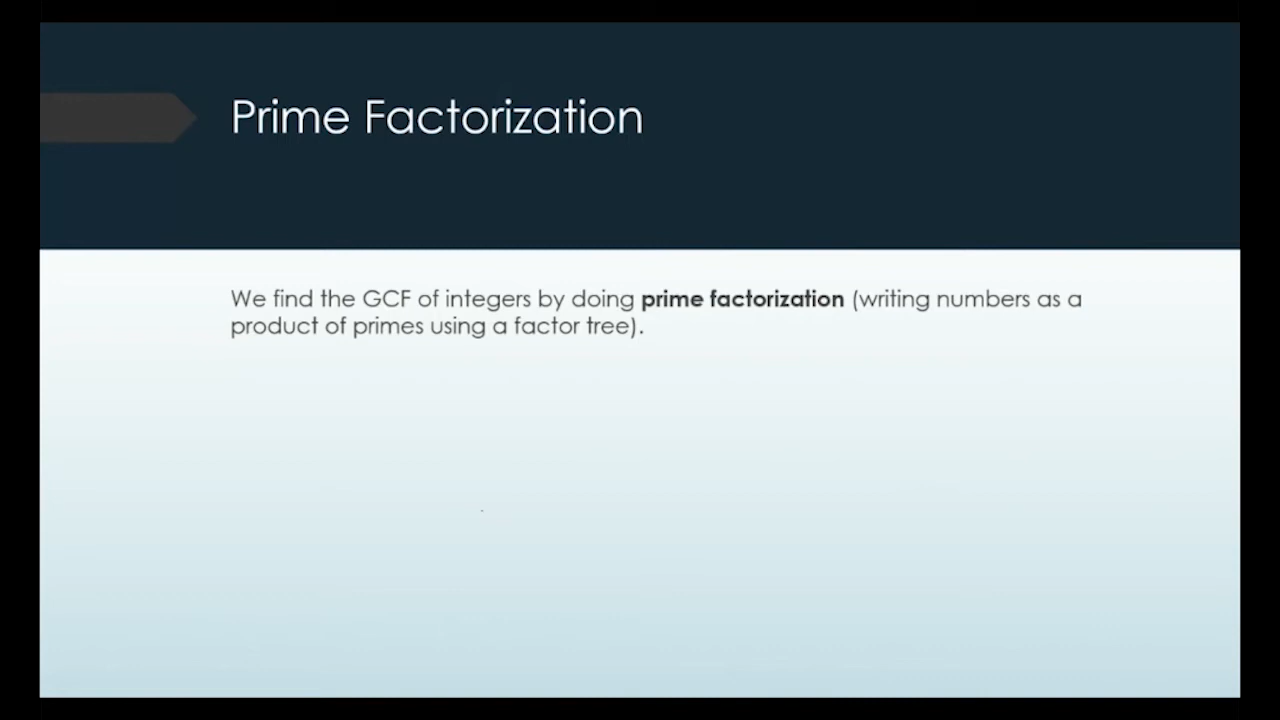 Prime Factorization
We find the GCF of integers by doing prime factorization (writing numbers as a
product of primes using a factor tree).